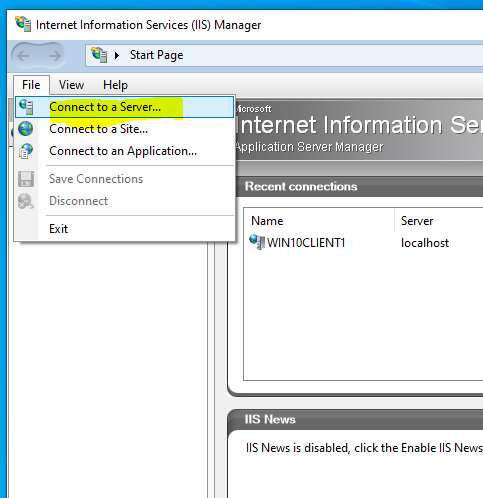 Internet Information Services (IIS) Manager
Start Page
File View Help
Connect to a Server...
Connect to a Site...
Connect to an Application...
Save Connections
Disconnect
Exit
Microsoft
Internet Information Se
Application Server Manager
Recent connections
Name Server
WIN10CLIENT1 localhost
IIS News
IIS News is disabled, click the Enable IIS News